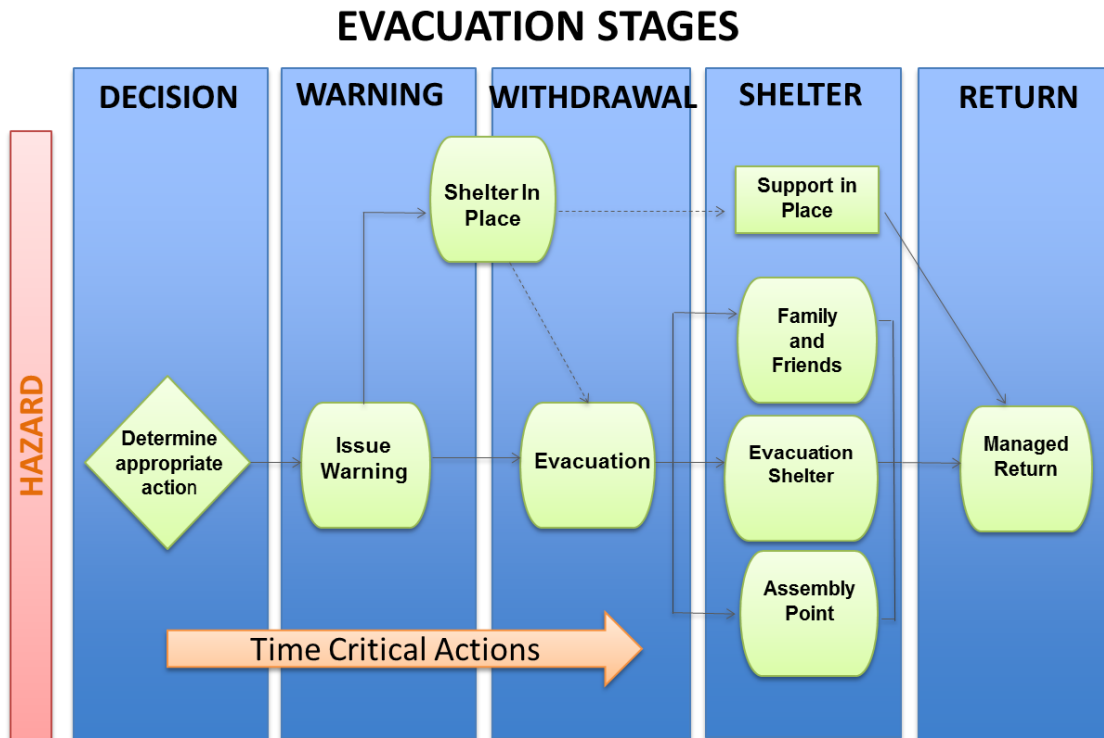 EVACUATION STAGES
DECISION
WARNING
WITHDRAWAL
SHELTER
RETURN
HAZARD
Shelter In
Place
Support in
Place
Family
and
Friends
Determine
appropriate
action
Issue
Warning
Evacuation
Evacuation
Shelter
Managed
Return
Assembly
Point
Time Critical Actions